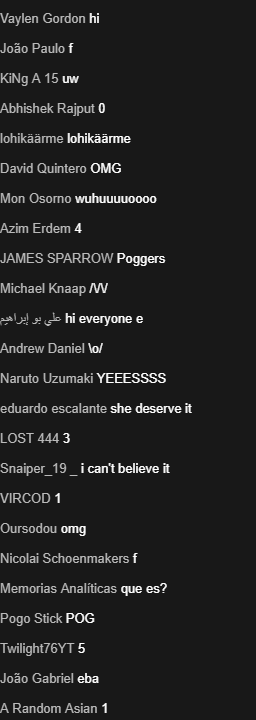 Vaylen Gordon hi
João Paulo f
KiNg A 15 uw
Abhishek Rajput 0
lohikäärme lohikäärme
David Quintero OMG
Mon Osorno wuhuuuuoooo
Azim Erdem 4
JAMES SPARROW Poggers
Michael Knaap /\/\/
علي بو إبراهيم hi everyone e
Andrew Daniel \o/
Naruto Uzumaki YEEESSSS
eduardo escalante she deserve it
LOST 444 3
Snaiper_19 _ i can't believe it
VIRCOD 1
Oursodou omg
Nicolai Schoenmakers f
Memorias Analíticas que es?
Pogo Stick POG
Twilight76YT 5
João Gabriel eba
A Random Asian 1